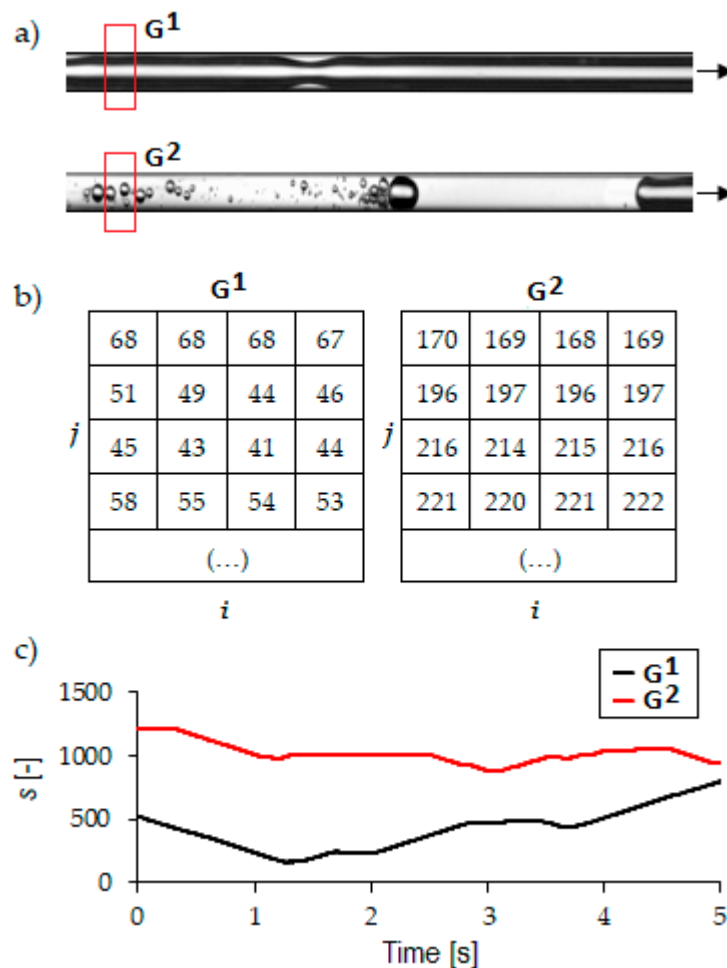 a)
G1
G2
b)
G1
68 68 68 67
51 49 44 46
45 43 41 44
58 55 54 53
(...)
j
i
G2
170 169 168 169
196 197 196 197
216 214 215 216
221 220 221 222
(...)
j
i
c)
G1
G2
1500
1000
500
0
s [-]
0 1 2 3 4 5
Time [s]